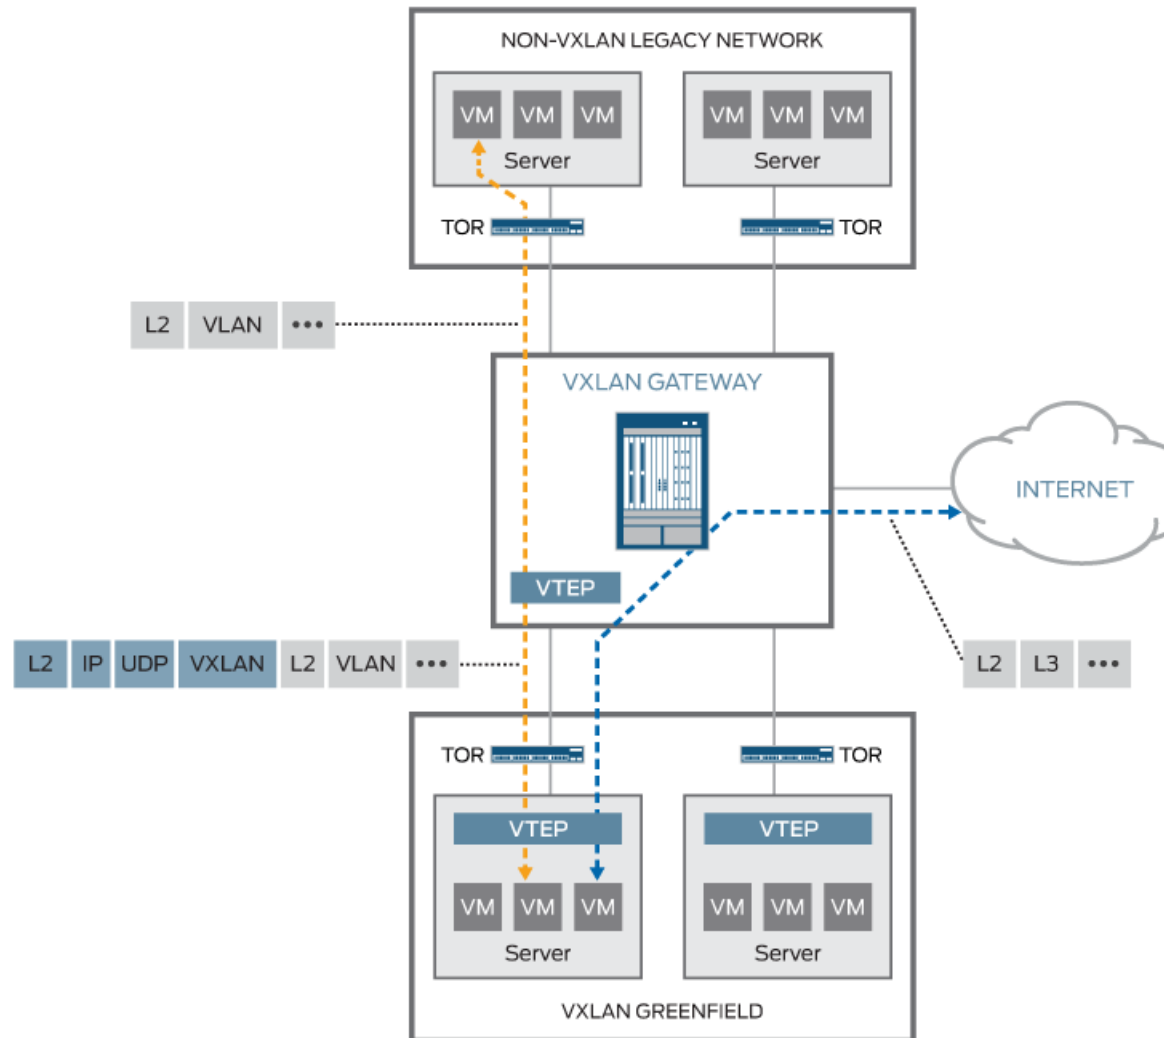 NON-VXLAN LEGACY NETWORK
VM VM VM
VM VM VM
Server
Server
TOR
TOR
L2 VLAN •••
VXLAN GATEWAY
INTERNET
VTEP
L2 IP UDP VXLAN L2 VLAN •••
L2 L3 •••
TOR
TOR
VTEP
VTEP
VM VM VM
VM VM VM
Server
Server
VXLAN GREENFIELD